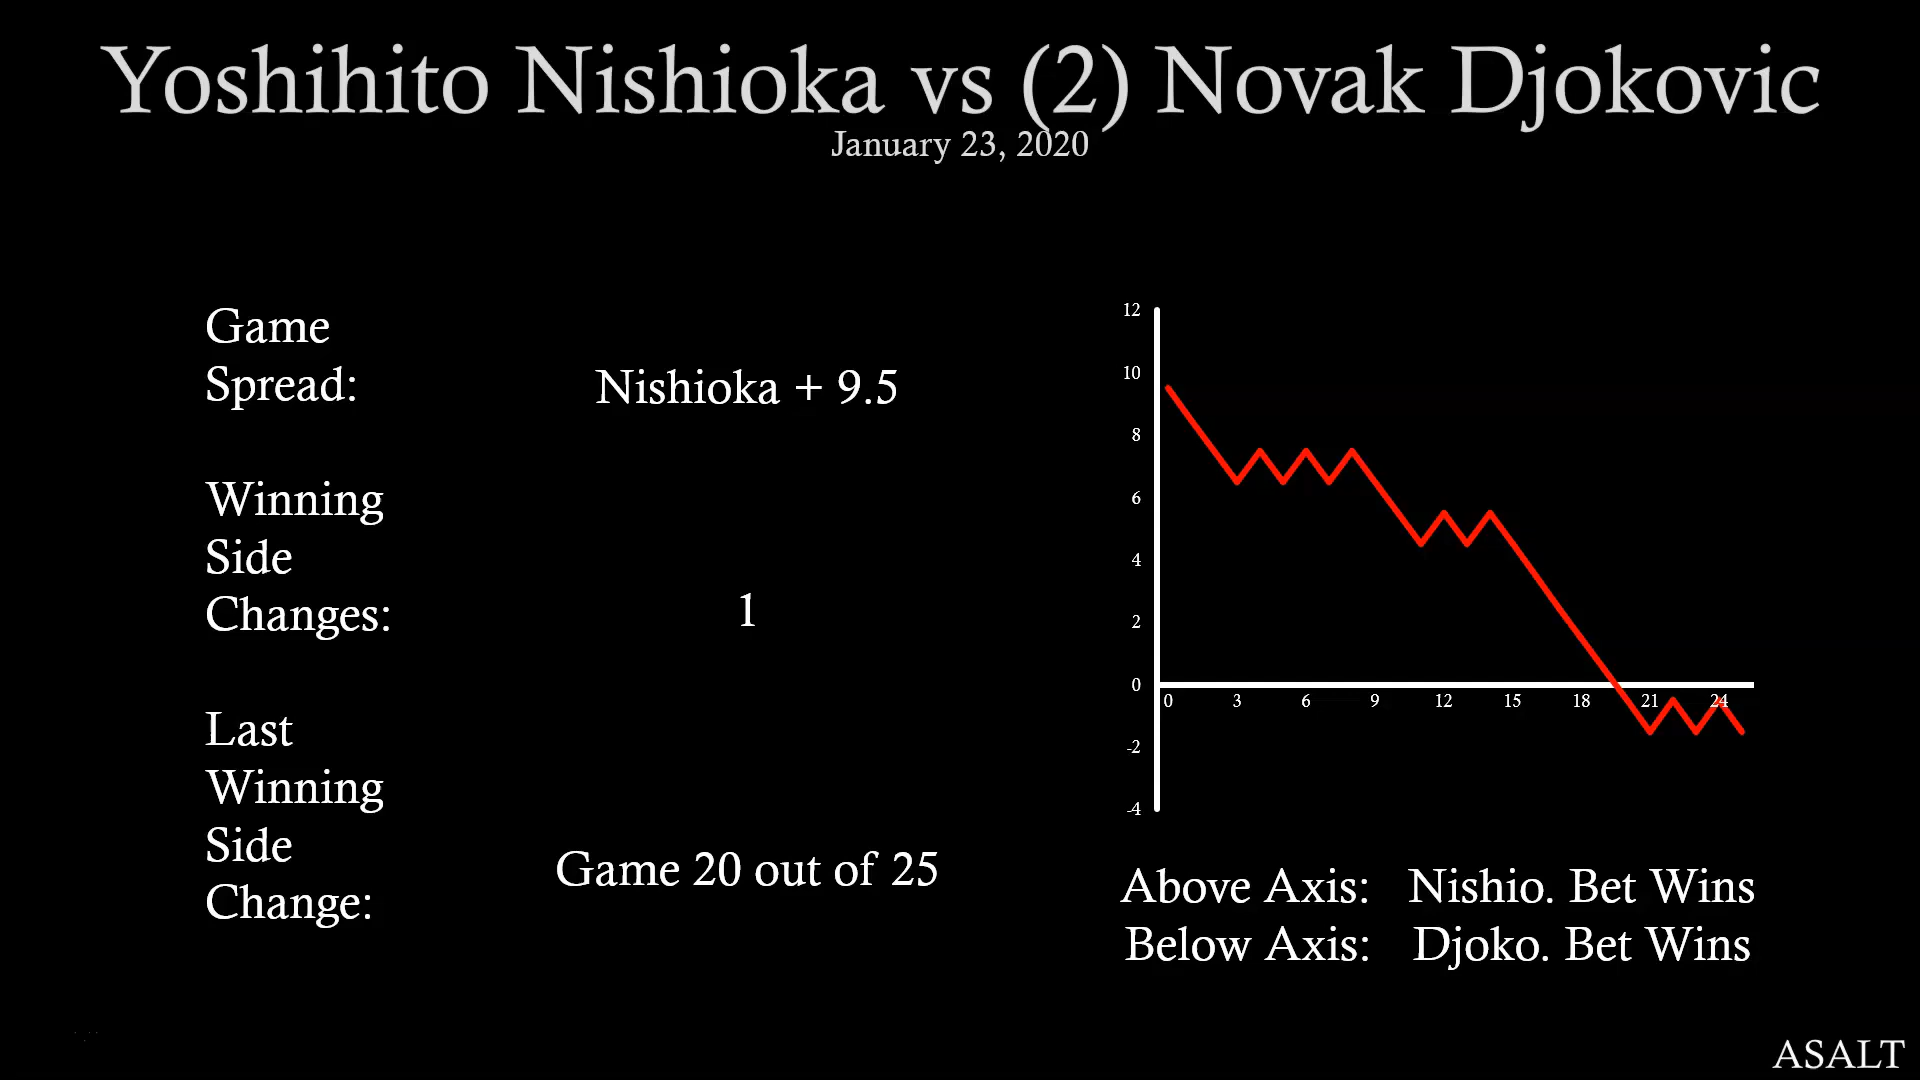 Yoshihito Nishioka vs (2) Novak Djokovic
January 23, 2020
Game
Spread:
Nishioka + 9.5
Winning
Side
Changes:
1
Last
Winning
Side
Change:
Game 20 out of 25
12
10
8
6
4
2
0
-2
-4
0 3 6 9 12 15 18 21 24
Above Axis: Nishio. Bet Wins
Below Axis: Djoko. Bet Wins
ASALT